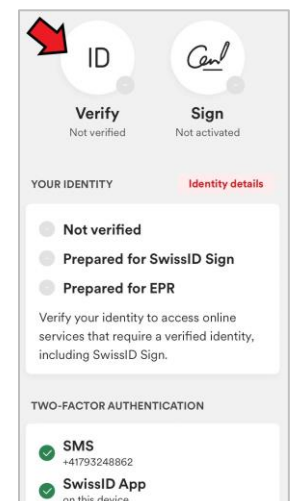 ID
Verify
Sign
Not verified
Not activated
YOUR IDENTITY
Identity details
Not verified
Prepared for SwissID Sign
Prepared for EPR
Verify your identity to access online
services that require a verified identity,
including SwissID Sign.
TWO-FACTOR AUTHENTICATION
SMS
+41793248862
SwissID App
on this device